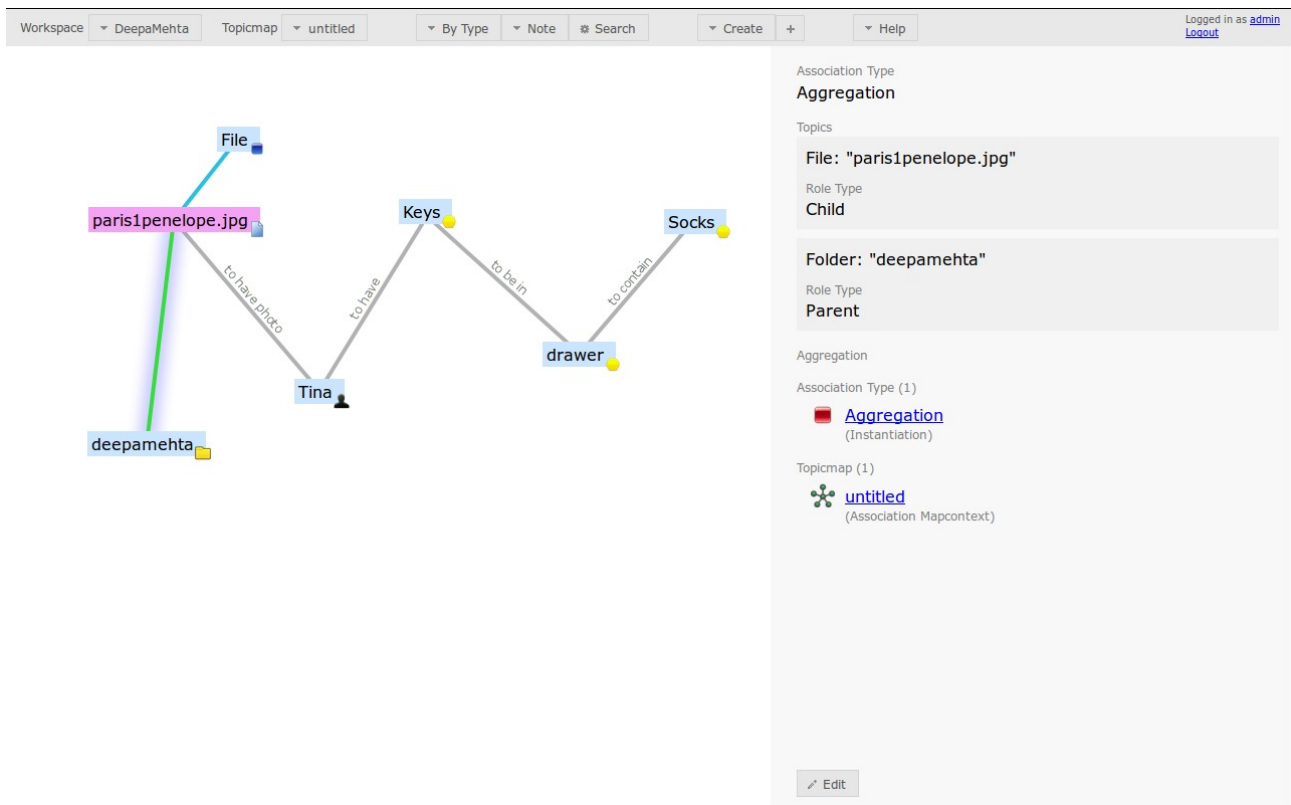 Workspace DeepaMehta Topicmap untitled By Type Note Search Create + Help
Logged in as admin
Logout
File
paris1penelope.jpg
Keys
Socks
to have photo
to have
to be in
to contain
drawer
Tina
deepamehta
Association Type
Aggregation
Topics
File: "paris1penelope.jpg"
Role Type
Child
Folder: "deepamehta"
Role Type
Parent
Aggregation
Association Type (1)
Aggregation
(Instantiation)
Topicmap (1)
untitled
(Association Mapcontext)
Edit